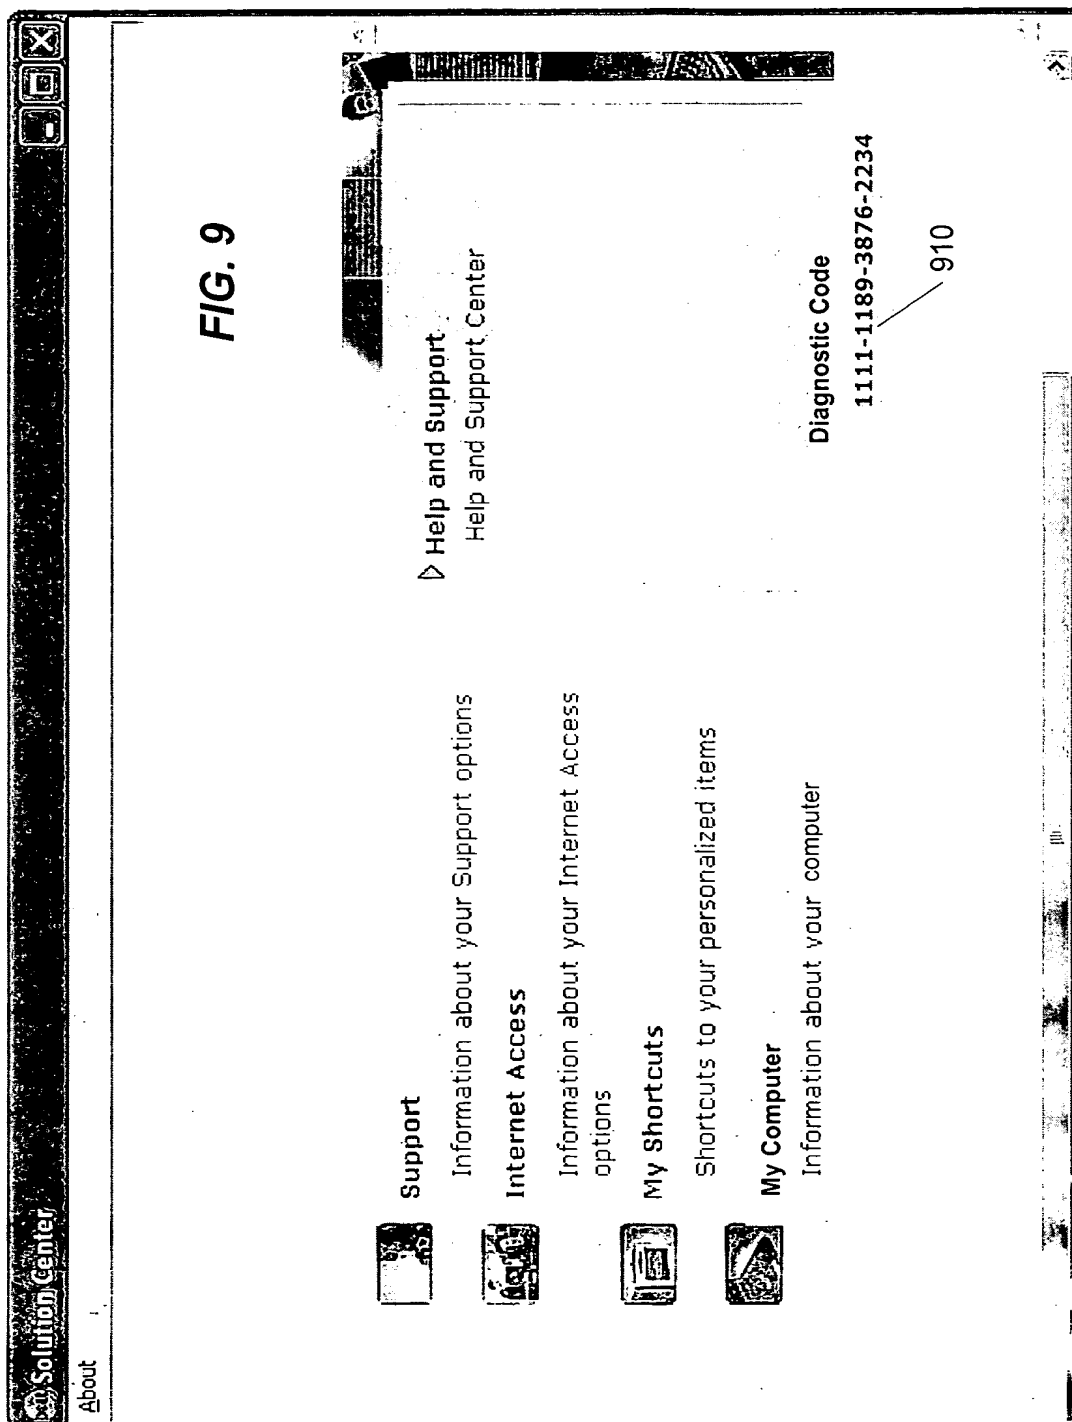 Solution Center
About
FIG. 9
Support
Information about your Support options
Internet Access
Information about your Internet Access
options
My Shortcuts
Shortcuts to your personalized items
My Computer
Information about your computer
Help and Support
Help and Support Center
Diagnostic Code
1111-1189-3876-2234
910